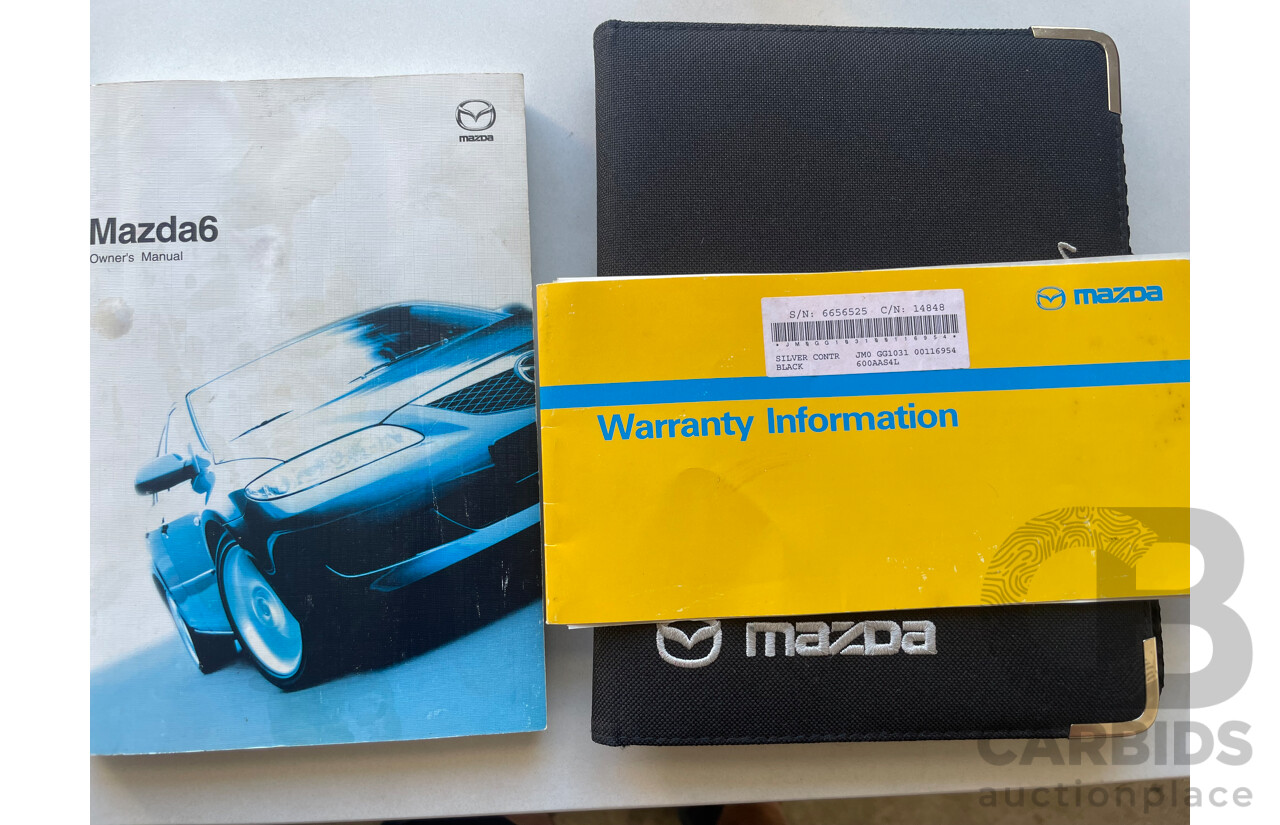 mazda
Mazda6
Owner's Manual
mazda
S/N: 6656525 C/N: 14848
*JM0GG103100116954*
SILVER CONTR JM0 GG1031 00116954
BLACK 600AAS4L
Warranty Information
mazda
CARBIDS
auctionplace